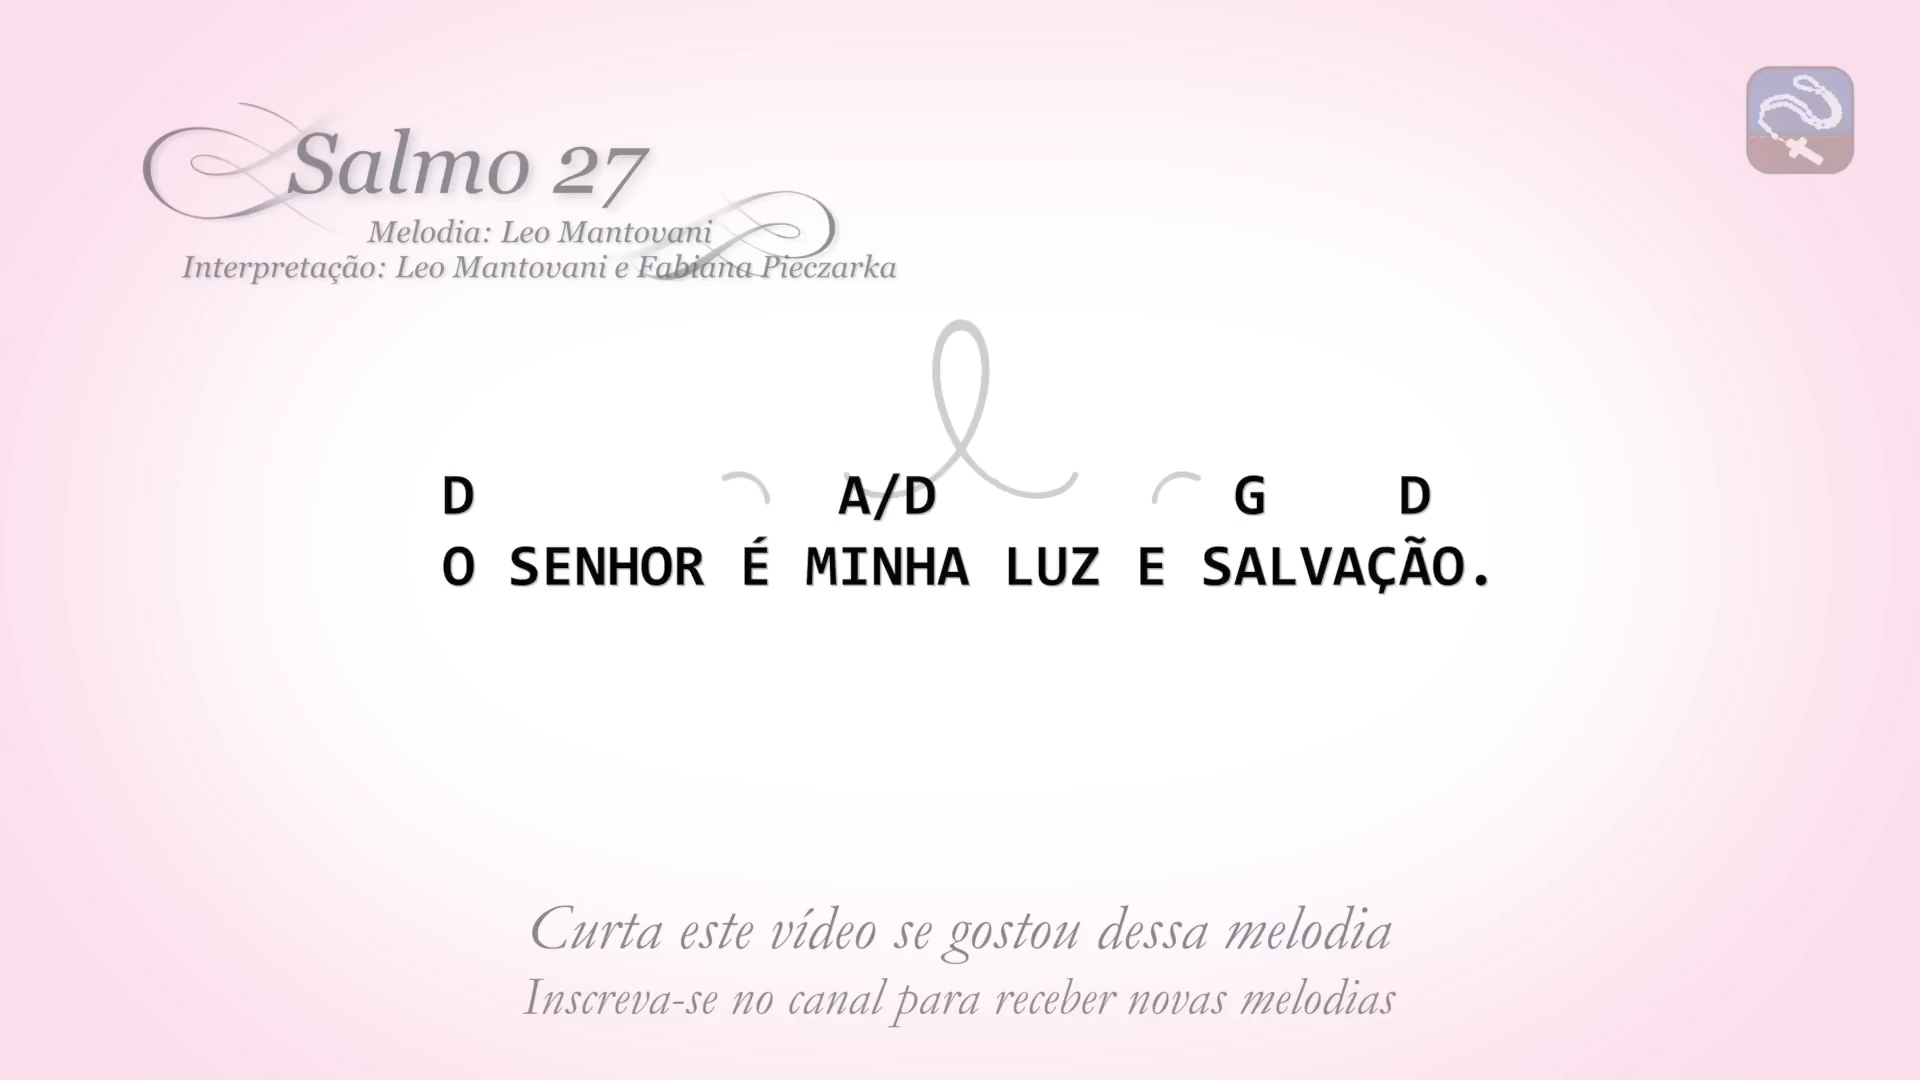 Salmo 27
Melodia: Leo Mantovani
Interpretação: Leo Mantovani e Fabiana Pieczarka
D A/D G D
O SENHOR É MINHA LUZ E SALVAÇÃO.
Curta este vídeo se gostou dessa melodia
Inscreva-se no canal para receber novas melodias